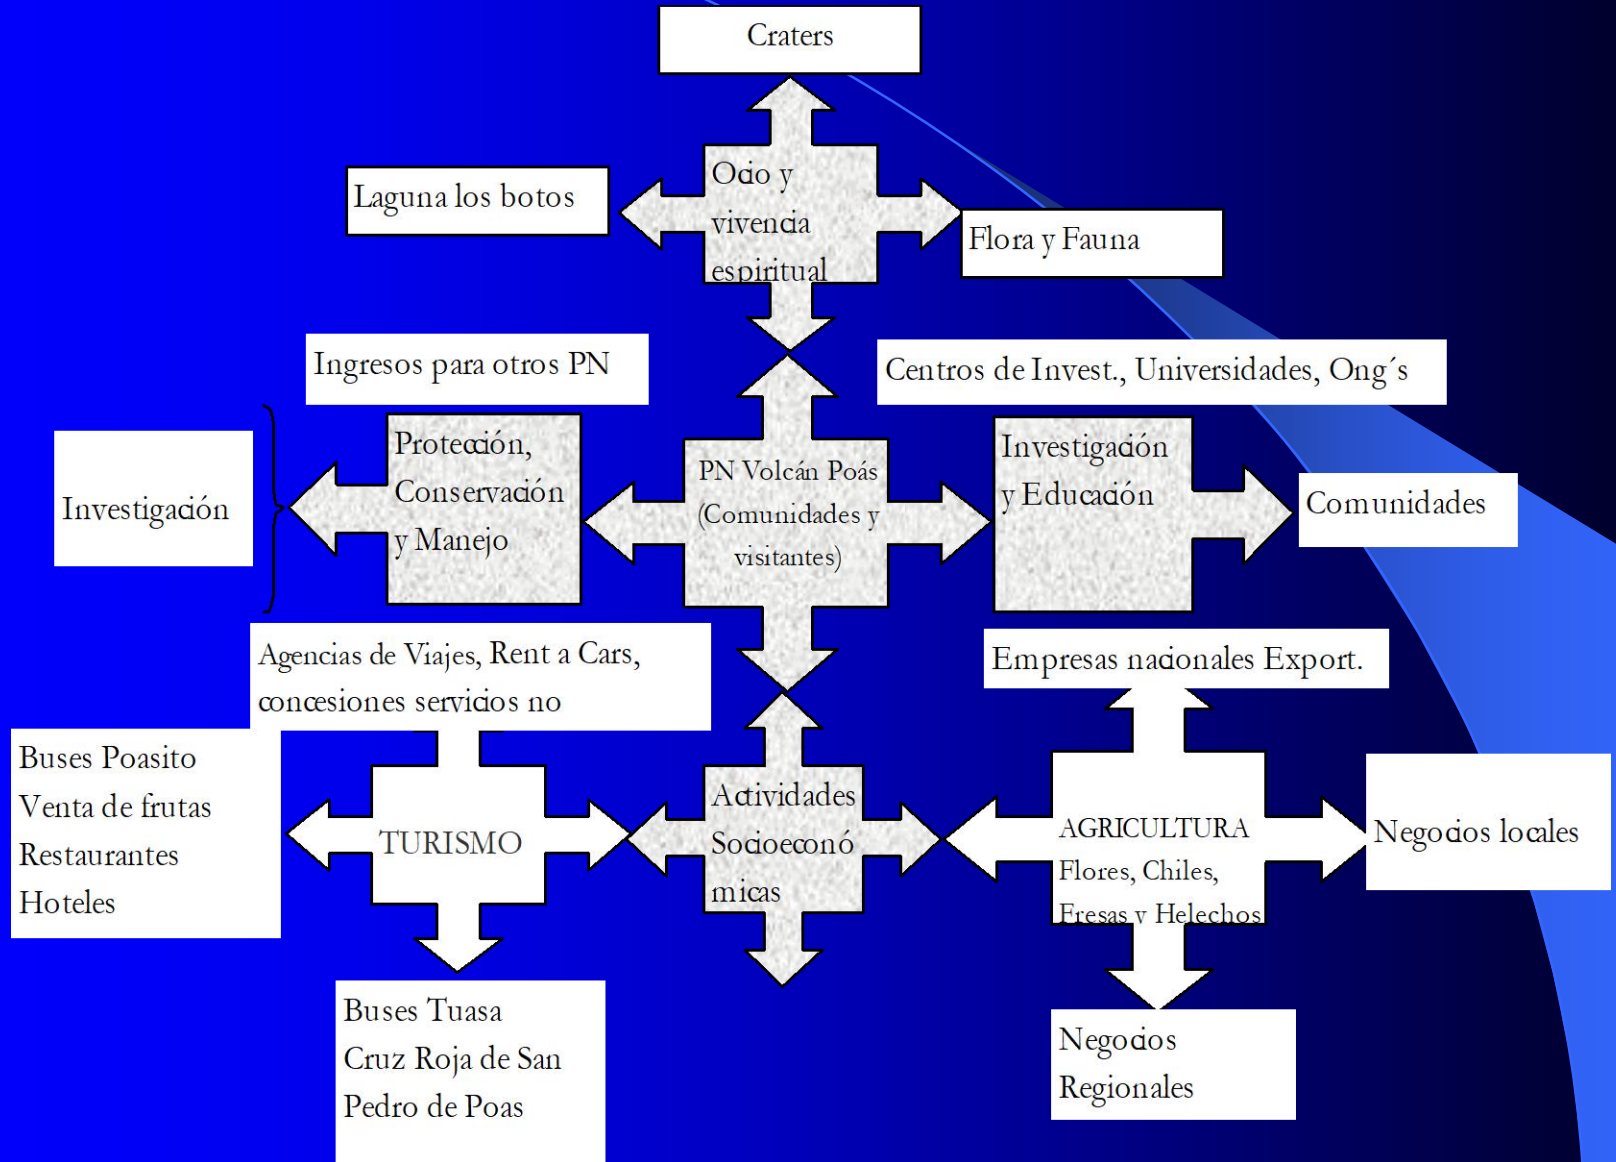 Craters
Ocio y
vivencia
espiritual
Laguna los botos
Flora y Fauna
Ingresos para otros PN
Centros de Invest., Universidades, Ong´s
Investigación
Protección,
Conservación
y Manejo
PN Volcán Poás
(Comunidades y
visitantes)
Investigación
y Educación
Comunidades
Agencias de Viajes, Rent a Cars,
concesiones servicios no
Empresas nacionales Export.
Buses Poasito
Venta de frutas
Restaurantes
Hoteles
TURISMO
Actividades
Socioeconó
micas
AGRICULTURA
Flores, Chiles,
Fresas y Helechos
Negocios locales
Buses Tuasa
Cruz Roja de San
Pedro de Poas
Negocios
Regionales